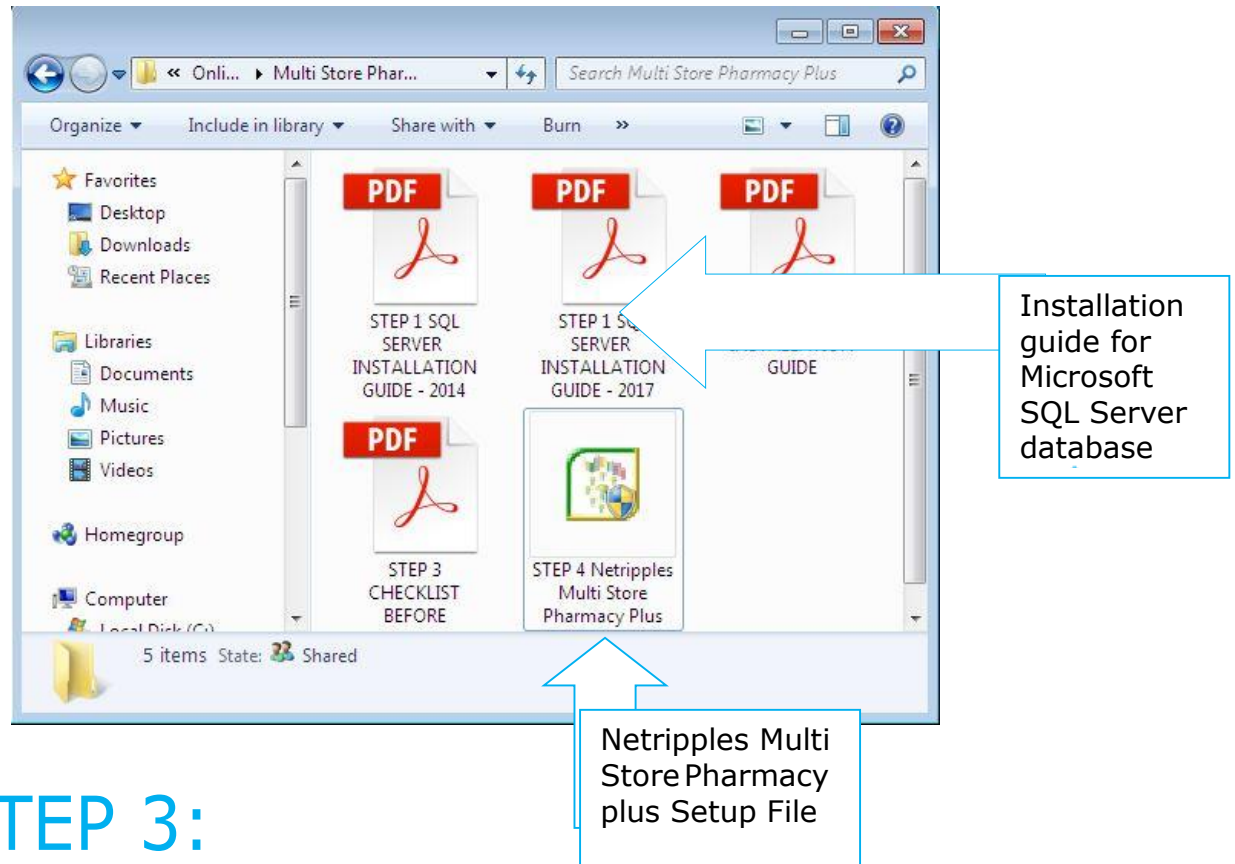 « Onli... ▸ Multi Store Phar...
Search Multi Store Pharmacy Plus
Organize
Include in library
Share with
Burn
»
Favorites
Desktop
Downloads
Recent Places
Libraries
Documents
Music
Pictures
Videos
Homegroup
Computer
PDF
STEP 1 SQL
SERVER
INSTALLATION
GUIDE - 2014
PDF
STEP 1
SERVER
INSTALLATION
GUIDE - 2017
PDF
GUIDE
PDF
STEP 3
CHECKLIST
BEFORE
STEP 4 Netripples
Multi Store
Pharmacy Plus
5 items State: Shared
Installation
guide for
Microsoft
SQL Server
database
Netripples Multi
Store Pharmacy
plus Setup File
TEP 3: